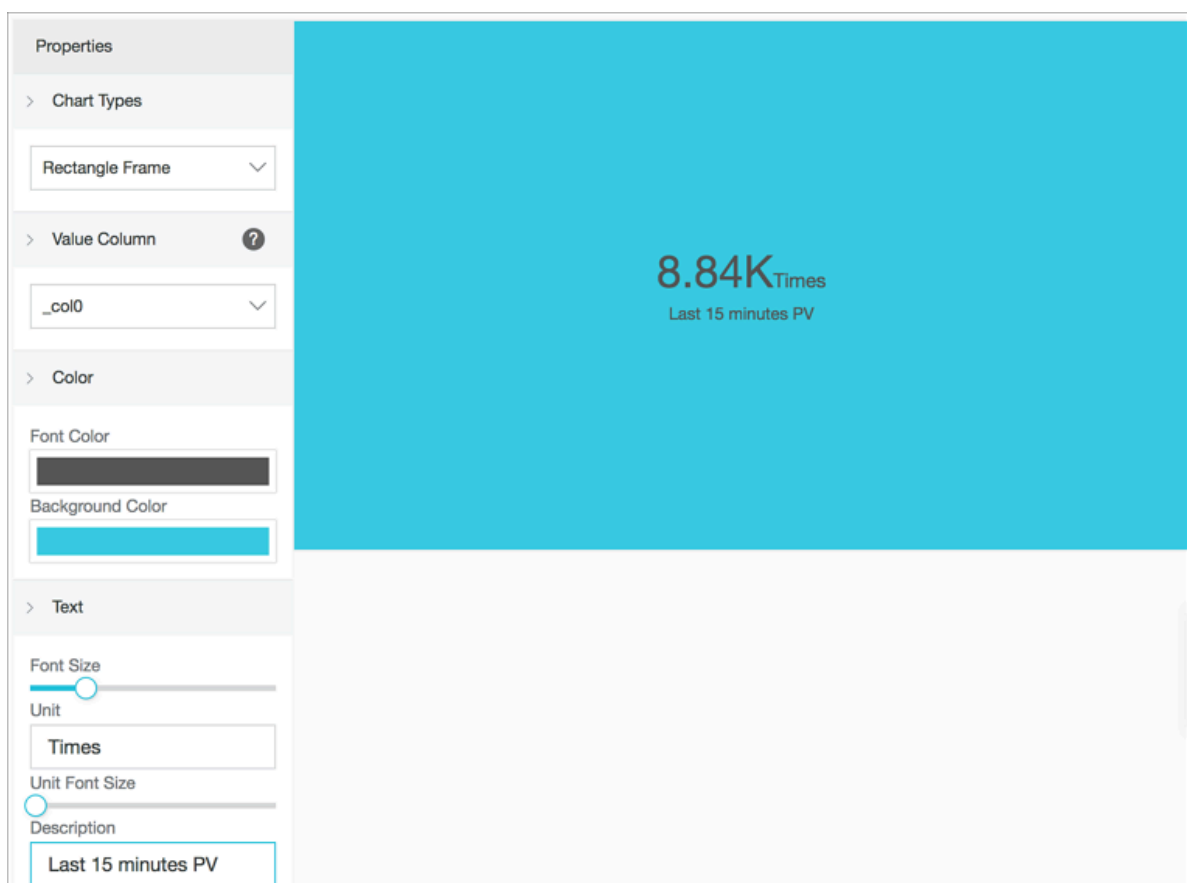 Properties
Chart Types
Rectangle Frame
Value Column ?
_col0
Color
Font Color
Background Color
Text
Font Size
Unit
Times
Unit Font Size
Description
Last 15 minutes PV
8.84KTimes
Last 15 minutes PV